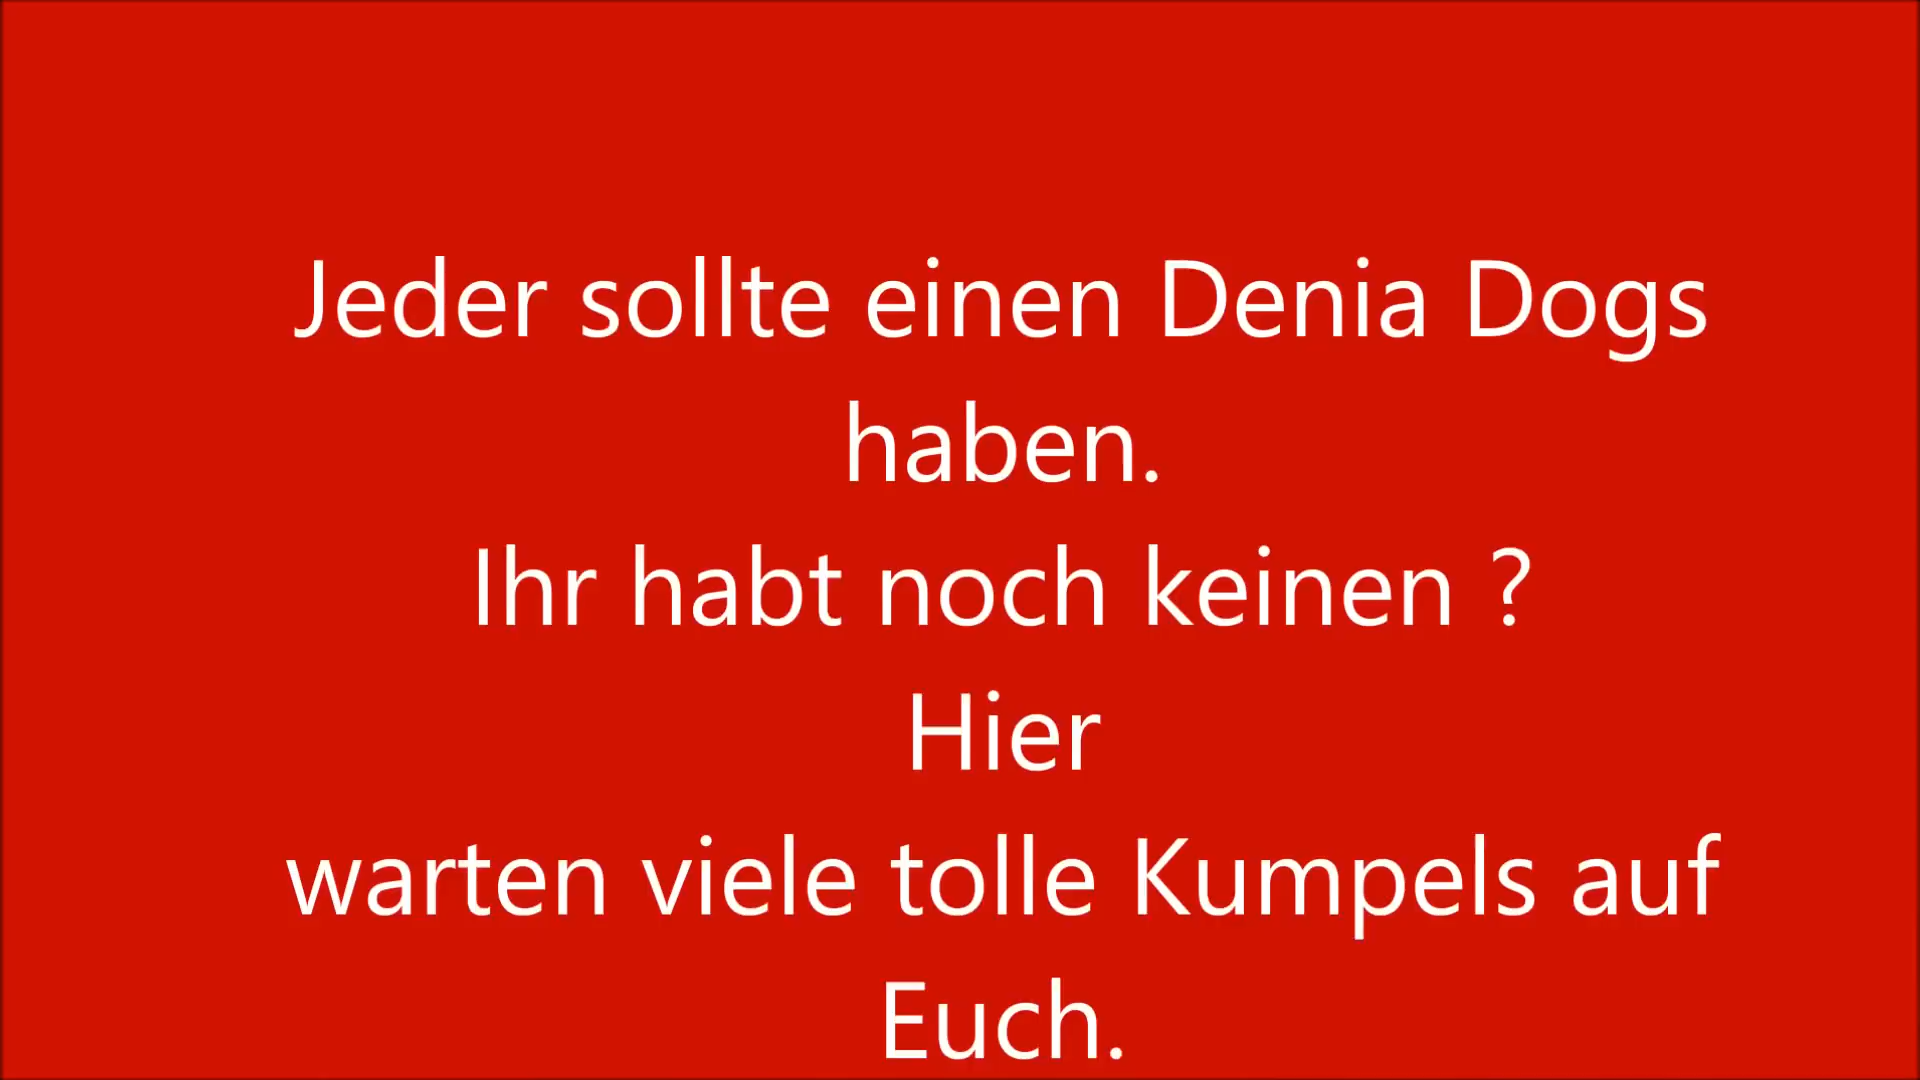 Jeder sollte einen Denia Dogs
haben.
Ihr habt noch keinen ?
Hier
warten viele tolle Kumpels auf
Euch.